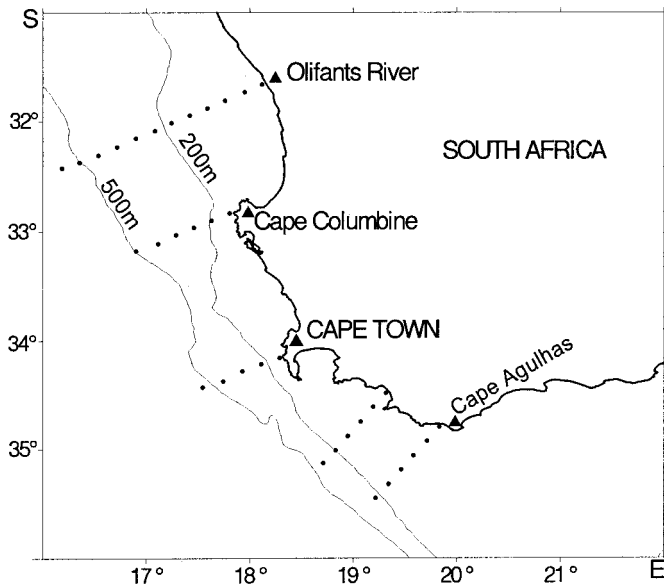 S
Olifants River
32°
SOUTH AFRICA
200m
500m
Cape Columbine
33°
CAPE TOWN
34°
Cape Agulhas
35°
17°
18°
19°
20°
21°
E